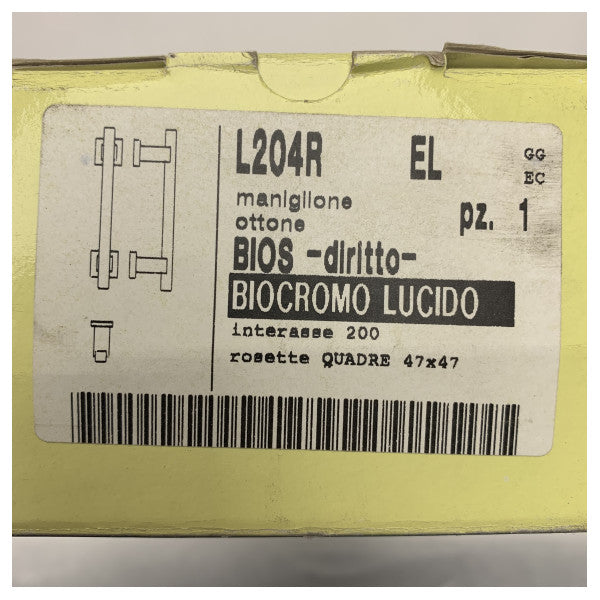 L204R EL GG
EC
maniglione
ottone pz. 1
BIOS -diritto-
BIOCROMO LUCIDO
interasse 200
rosette QUADRE 47x47